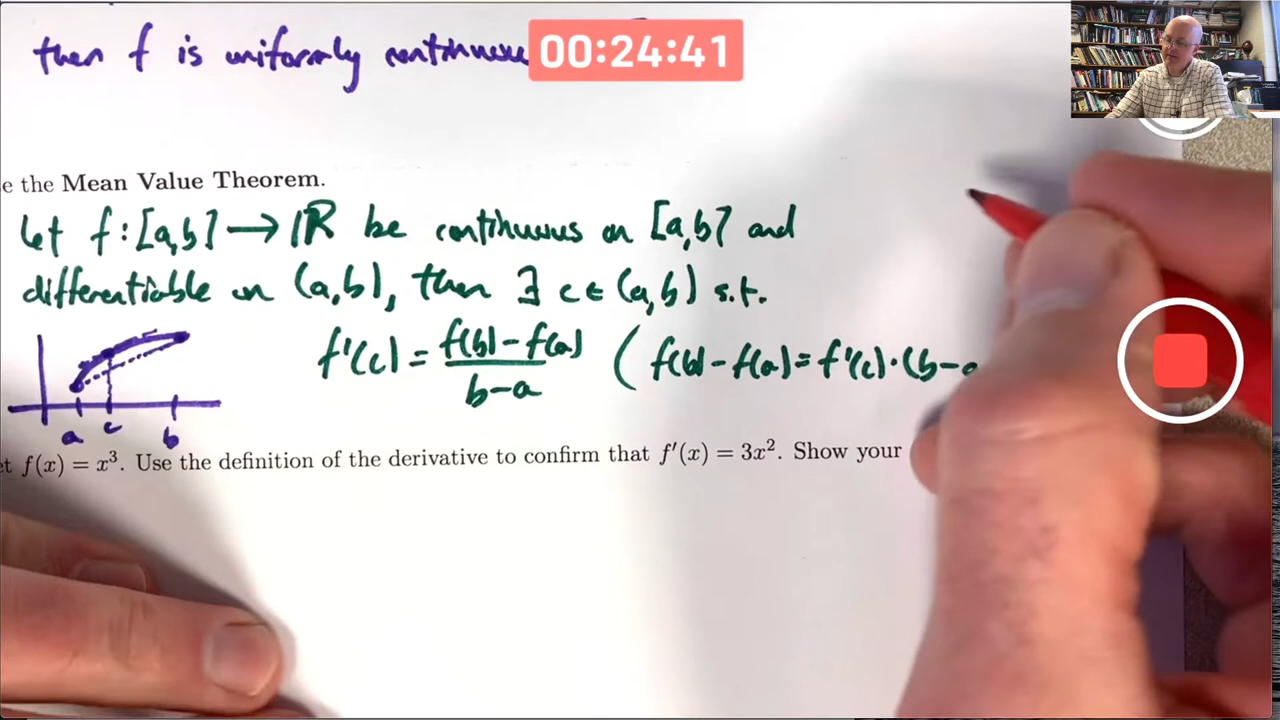 then f is uniformly continuous
00:24:41
e the Mean Value Theorem.
Let f:[a,b] → ℝ be continuous on [a,b] and
differentiable on (a,b), then ∃ c ∈ (a,b) s.t.
f'(c) = f(b)-f(a) / b-a ( f(b)-f(a) = f'(c)·(b-a
a c b
et f(x) = x³. Use the definition of the derivative to confirm that f′(x) = 3x². Show your